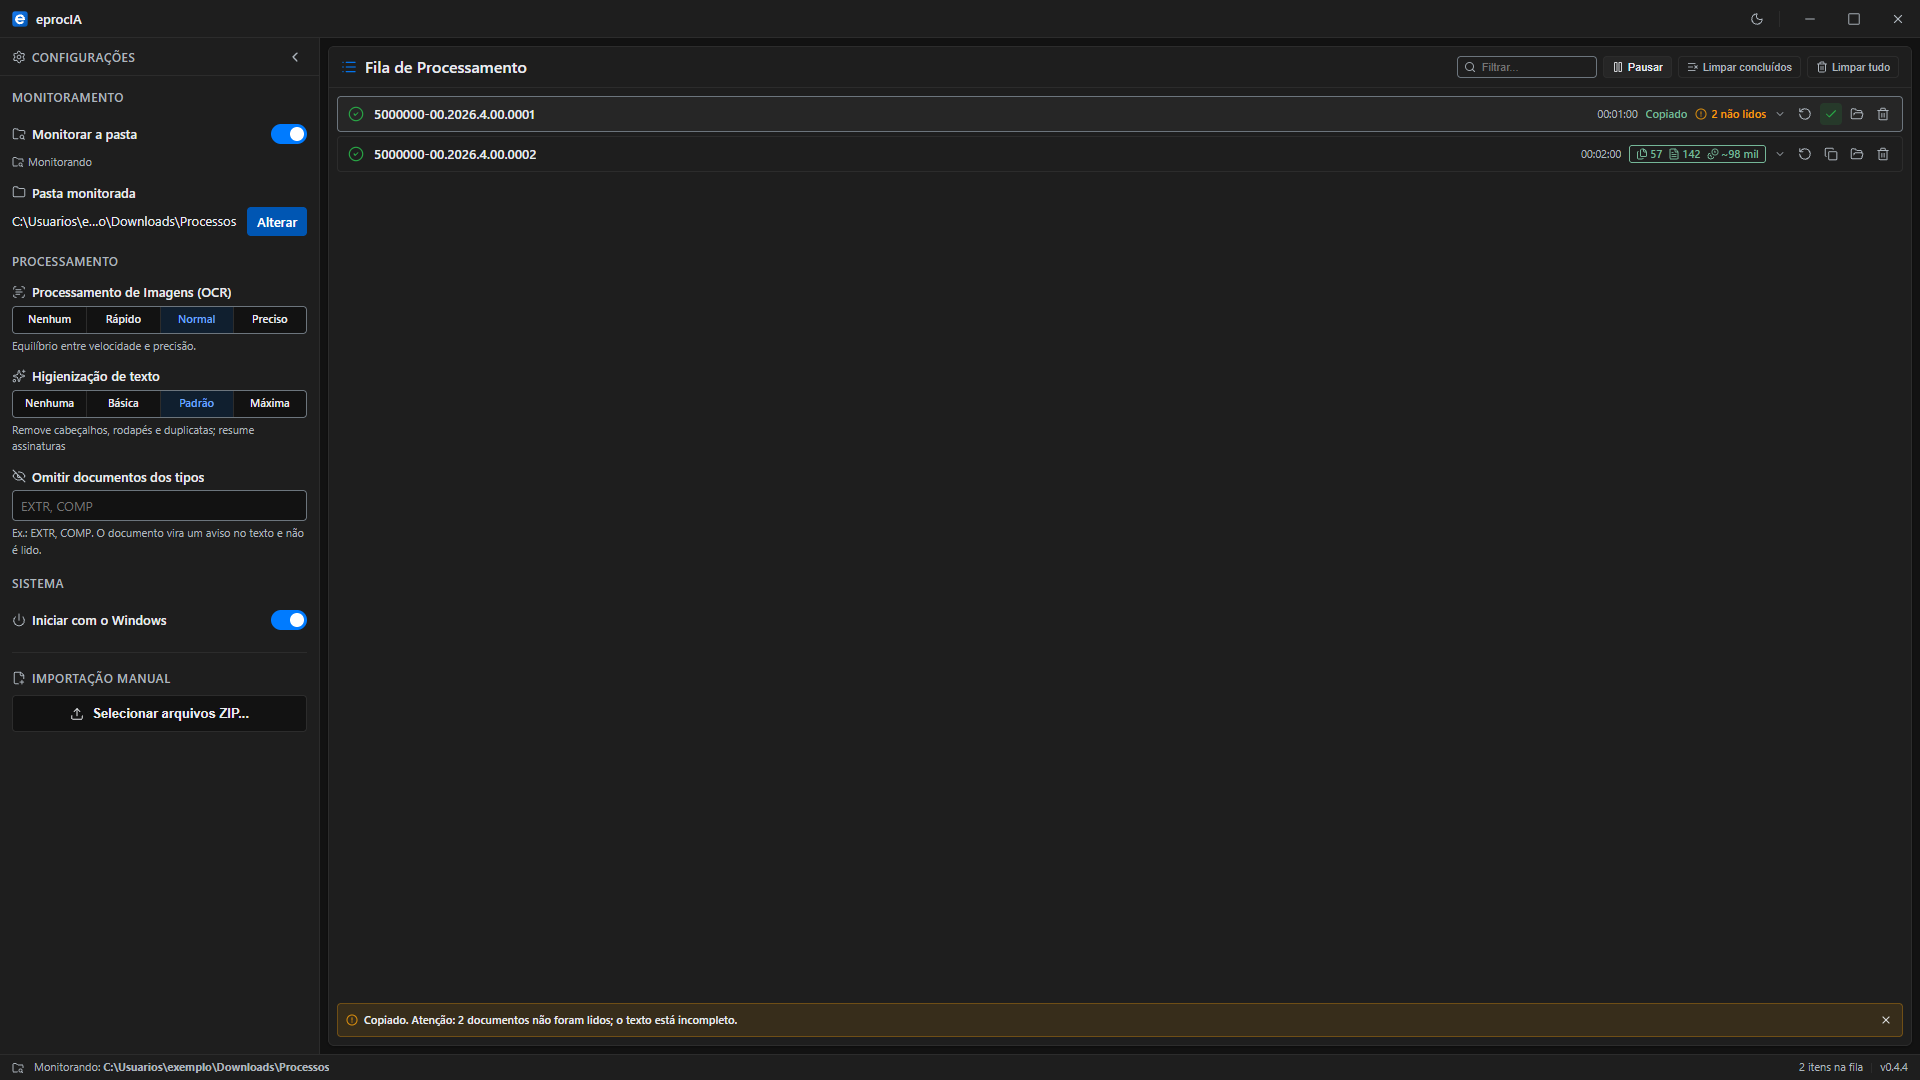 eprocIA
CONFIGURAÇÕES
MONITORAMENTO
Monitorar a pasta
Monitorando
Pasta monitorada
C:\Usuarios\e...o\Downloads\Processos
Alterar
PROCESSAMENTO
Processamento de Imagens (OCR)
Nenhum Rápido Normal Preciso
Equilíbrio entre velocidade e precisão.
Higienização de texto
Nenhuma Básica Padrão Máxima
Remove cabeçalhos, rodapés e duplicatas; resume
assinaturas
Omitir documentos dos tipos
EXTR, COMP
Ex.: EXTR, COMP. O documento vira um aviso no texto e não
é lido.
SISTEMA
Iniciar com o Windows
IMPORTAÇÃO MANUAL
Selecionar arquivos ZIP...
Fila de Processamento
Filtrar... Pausar Limpar concluídos Limpar tudo
5000000-00.2026.4.00.0001 00:01:00 Copiado 2 não lidos
5000000-00.2026.4.00.0002 00:02:00 57 142 ~98 mil
Copiado. Atenção: 2 documentos não foram lidos; o texto está incompleto.
Monitorando: C:\Usuarios\exemplo\Downloads\Processos
2 itens na fila v0.4.4